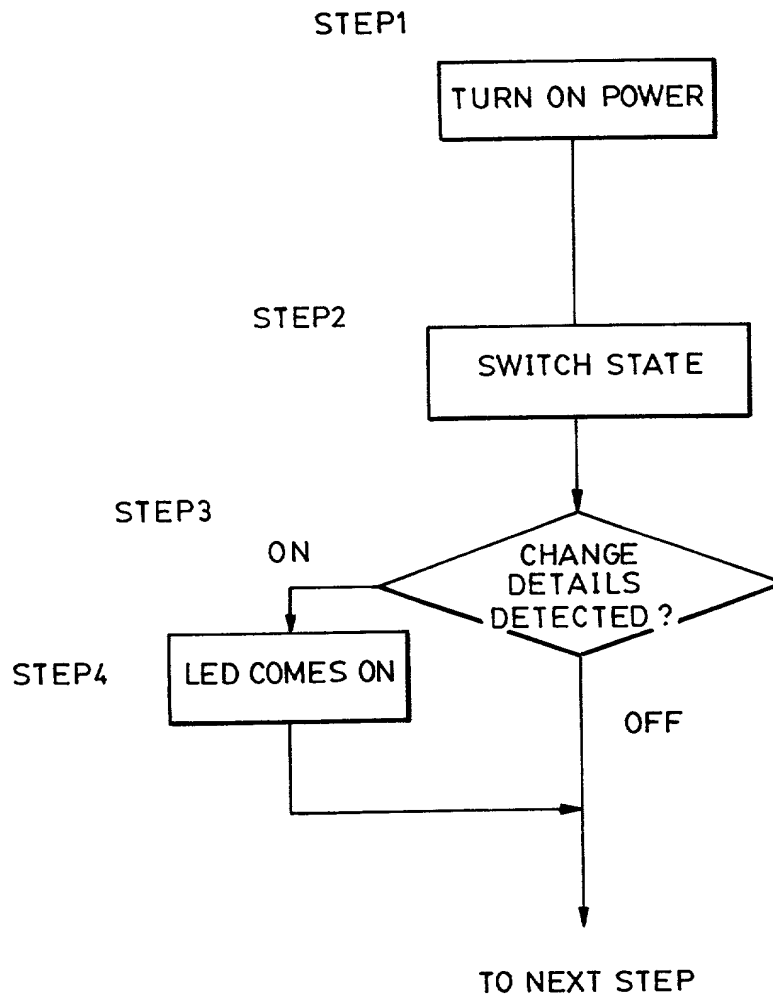 STEP1
TURN ON POWER
STEP2
SWITCH STATE
STEP3
ON
CHANGE
DETAILS
DETECTED?
STEP4
LED COMES ON
OFF
TO NEXT STEP